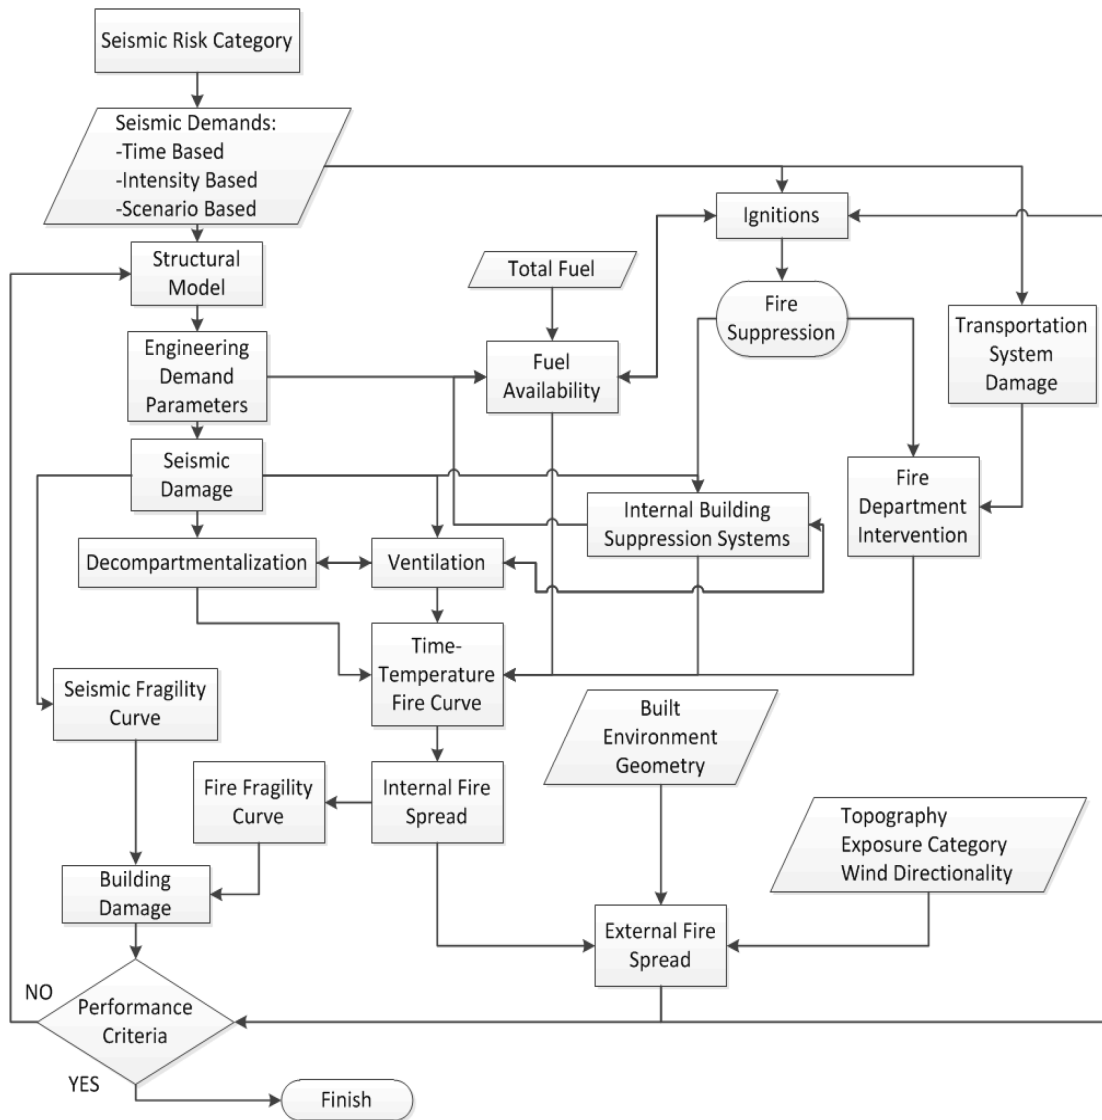 Seismic Risk Category
Seismic Demands:
-Time Based
-Intensity Based
-Scenario Based
Ignitions
Structural
Model
Total Fuel
Fire
Suppression
Transportation
System
Damage
Engineering
Demand
Parameters
Fuel
Availability
Seismic
Damage
Internal Building
Suppression Systems
Fire
Department
Intervention
Decompartmentalization
Ventilation
Time-
Temperature
Fire Curve
Seismic Fragility
Curve
Built
Environment
Geometry
Fire Fragility
Curve
Internal Fire
Spread
Topography
Exposure Category
Wind Directionality
Building
Damage
External Fire
Spread
NO
Performance
Criteria
YES
Finish